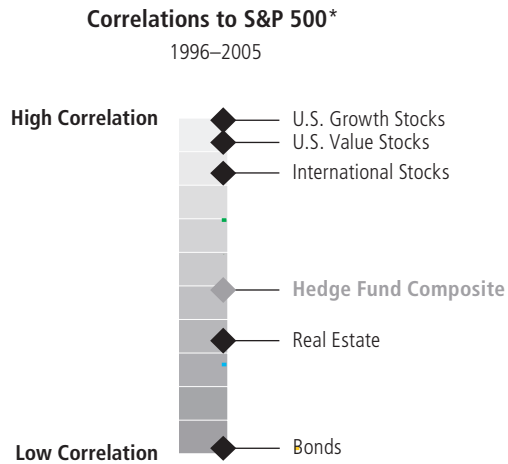 Correlations to S&P 500*
1996–2005
High Correlation
U.S. Growth Stocks
U.S. Value Stocks
International Stocks
Hedge Fund Composite
Real Estate
Bonds
Low Correlation